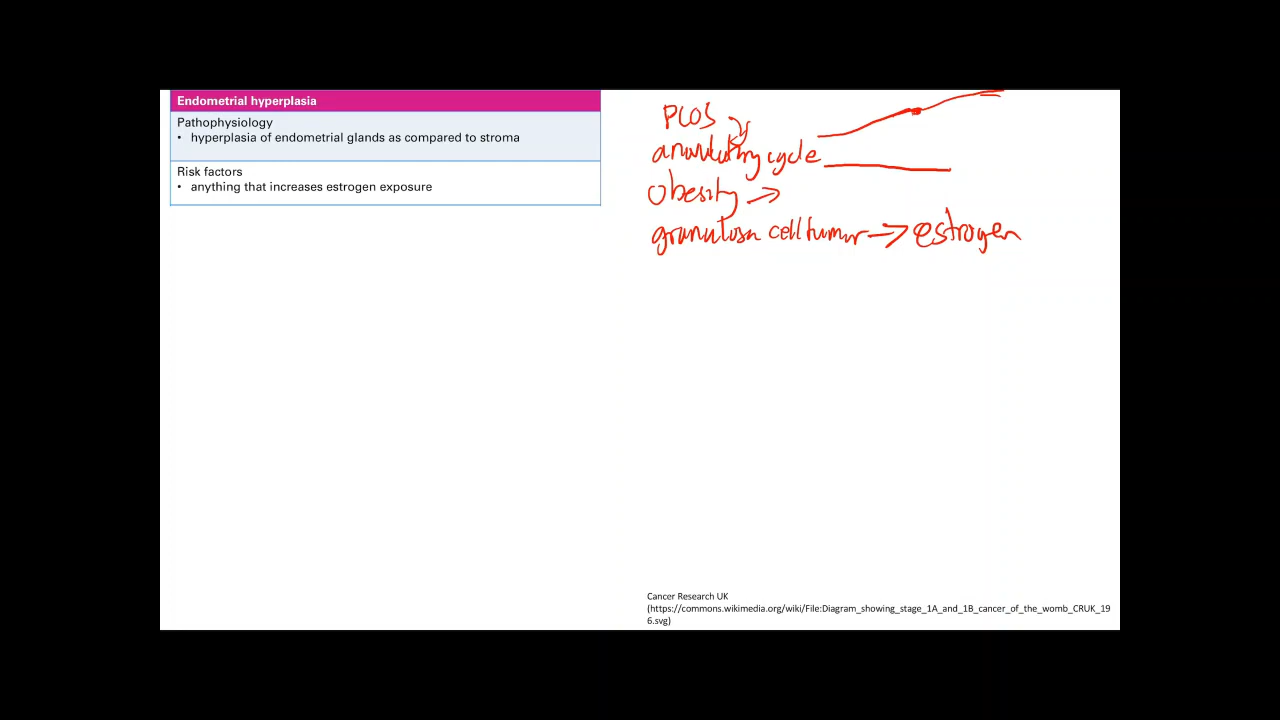 Endometrial hyperplasia
Pathophysiology
• hyperplasia of endometrial glands as compared to stroma
Risk factors
• anything that increases estrogen exposure
PCOS
anovulatory cycle
Obesity →
granulosa cell tumor → estrogen
Cancer Research UK
(https://commons.wikimedia.org/wiki/File:Diagram_showing_stage_1A_and_1B_cancer_of_the_womb_CRUK_19
6.svg)